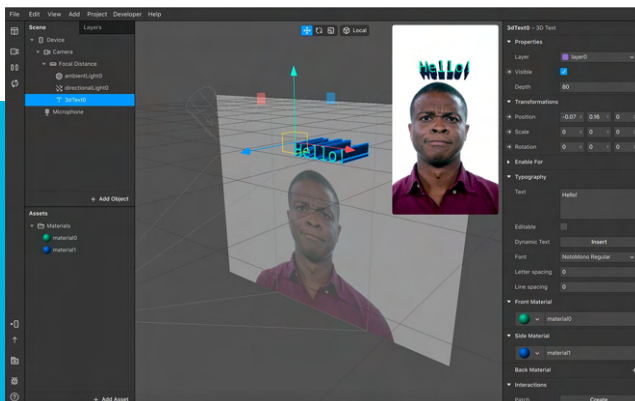 File Edit View Add Project Developer Help
Scene Layers
Device
Camera
Focal Distance
ambientLight0
directionalLight0
3dText0
Microphone
+ Add Object
Assets
Materials
material0
material1
+ Add Asset
Local
Hello!
Hello!
3dText0 – 3D Text
Properties
Layer layer0
Visible
Depth 80
Transformations
Position -0.07 0.16 0
Scale 0 0 0
Rotation 0 0 0
Enable For
Typography
Text Hello!
Editable
Dynamic Text Insert
Font NotoMono Regular
Letter spacing 0
Line spacing 0
Front Material
material0
Side Material
material1
Back Material +
Interactions
Patch Create